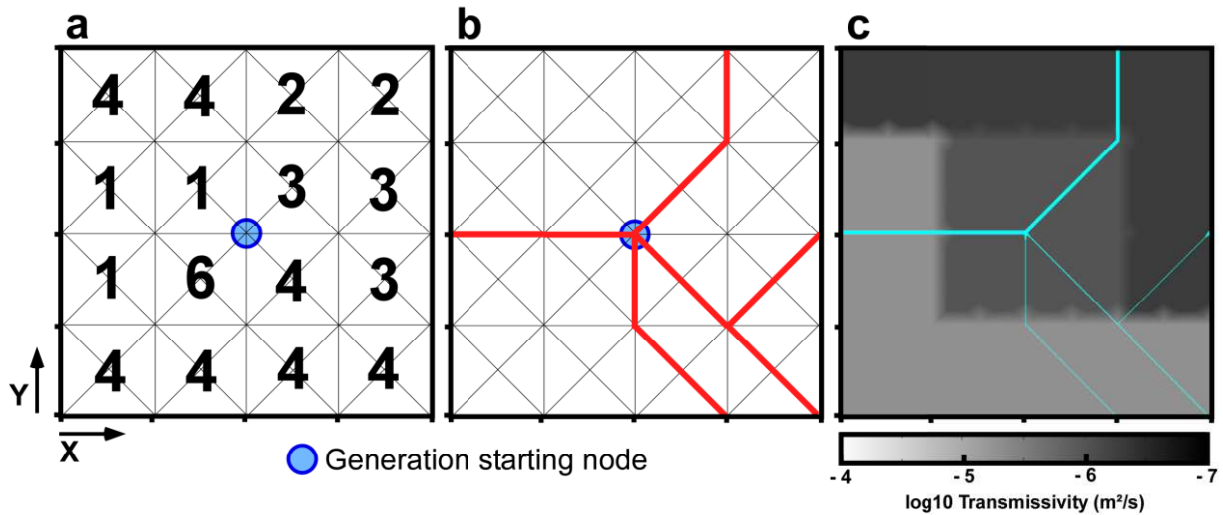 a b c
4 4 2 2
1 1 3 3
1 6 4 3
4 4 4 4
Y
X
Generation starting node
- 4 - 5 - 6 - 7
log10 Transmissivity (m²/s)